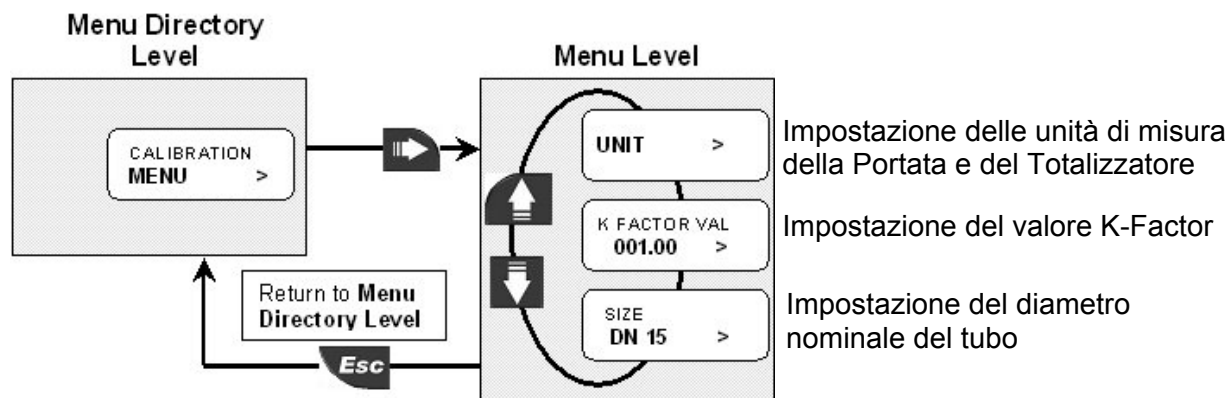 Menu Directory
Level
CALIBRATION
MENU >
Return to Menu
Directory Level
Esc
Menu Level
UNIT >
Impostazione delle unità di misura
della Portata e del Totalizzatore
K FACTOR VAL
001.00 >
Impostazione del valore K-Factor
SIZE
DN 15 >
Impostazione del diametro
nominale del tubo